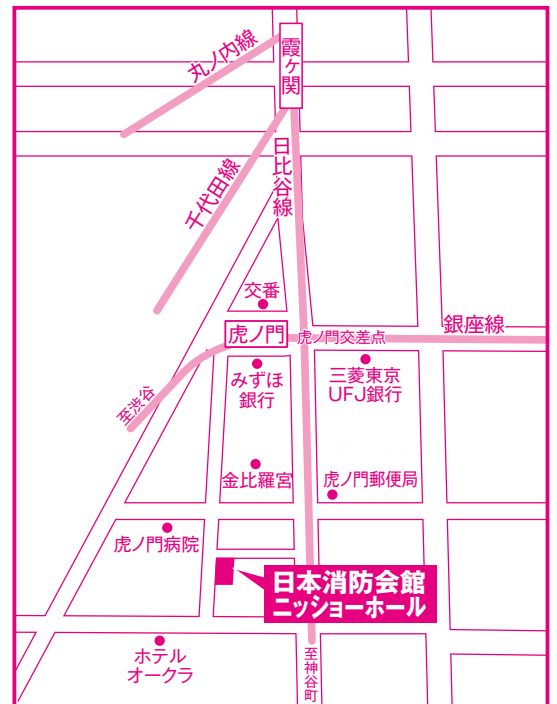 丸ノ内線
霞ヶ関
千代田線
日比谷線
交番
虎ノ門
虎ノ門交差点
銀座線
至渋谷
みずほ
銀行
三菱東京
UFJ銀行
金比羅宮
虎ノ門郵便局
虎ノ門病院
日本消防会館
ニッショーホール
ホテル
オークラ
至神谷町